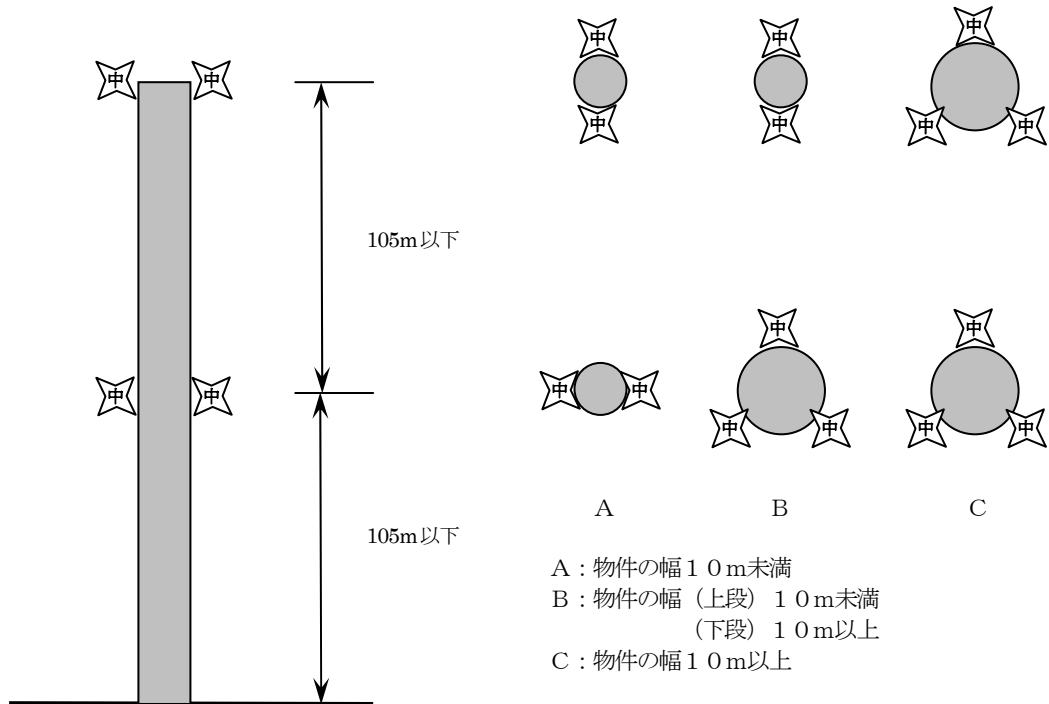 中 中
中 中
105m以下
105m以下
中 中 中
中 中 中 中
中 中
中 中 中 中 中 中
A B C
A：物件の幅１０m未満
B：物件の幅（上段）１０m未満
（下段）１０m以上
C：物件の幅１０m以上